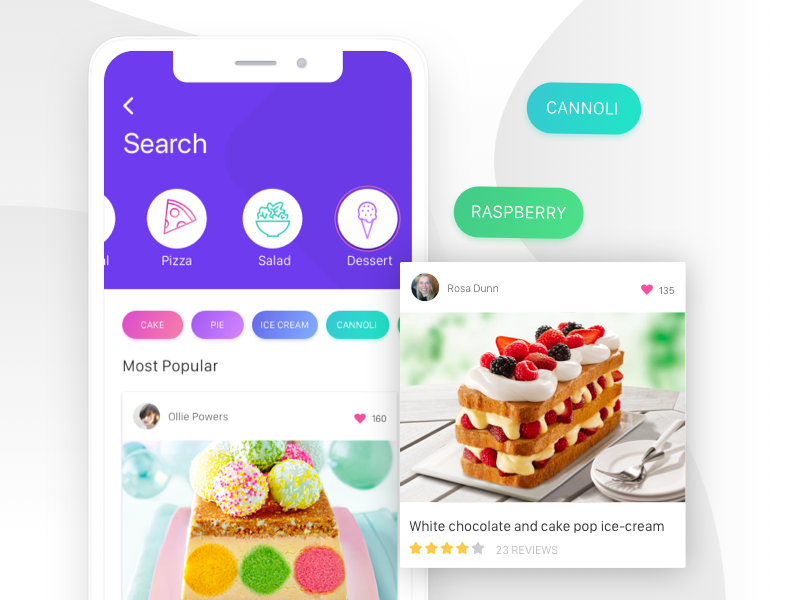 Search
al
Pizza
Salad
Dessert
CAKE
PIE
ICE CREAM
CANNOLI
Most Popular
Ollie Powers
160
CANNOLI
RASPBERRY
Rosa Dunn
135
White chocolate and cake pop ice-cream
23 REVIEWS